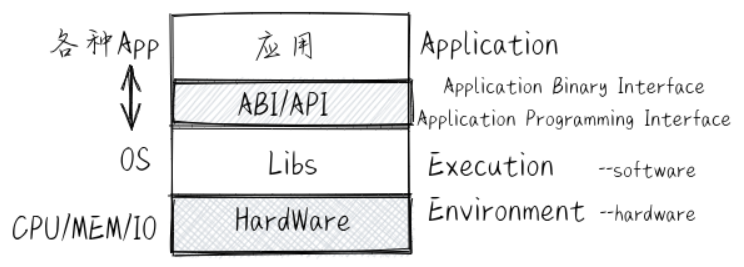 各种App 应用 Application
ABI/API Application Binary Interface
Application Programming Interface
OS Libs Execution --software
CPU/MEM/IO HardWare Environment --hardware